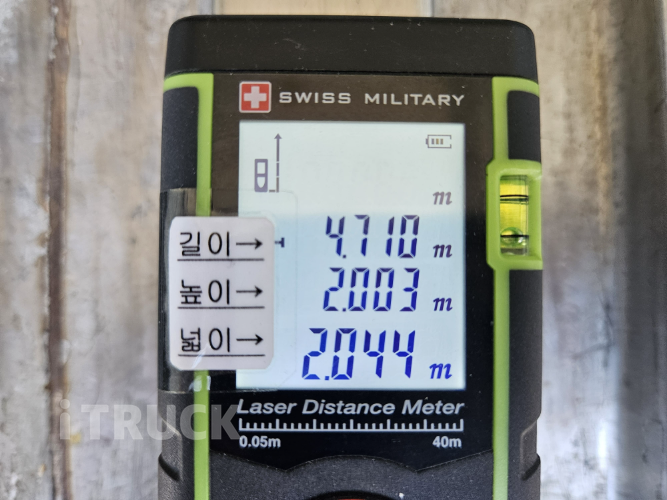 SWISS MILITARY
m
길이→ 4.710 m
높이→ 2.003 m
넓이→ 2.044 m
Laser Distance Meter
0.05m 40m
iTRUCK